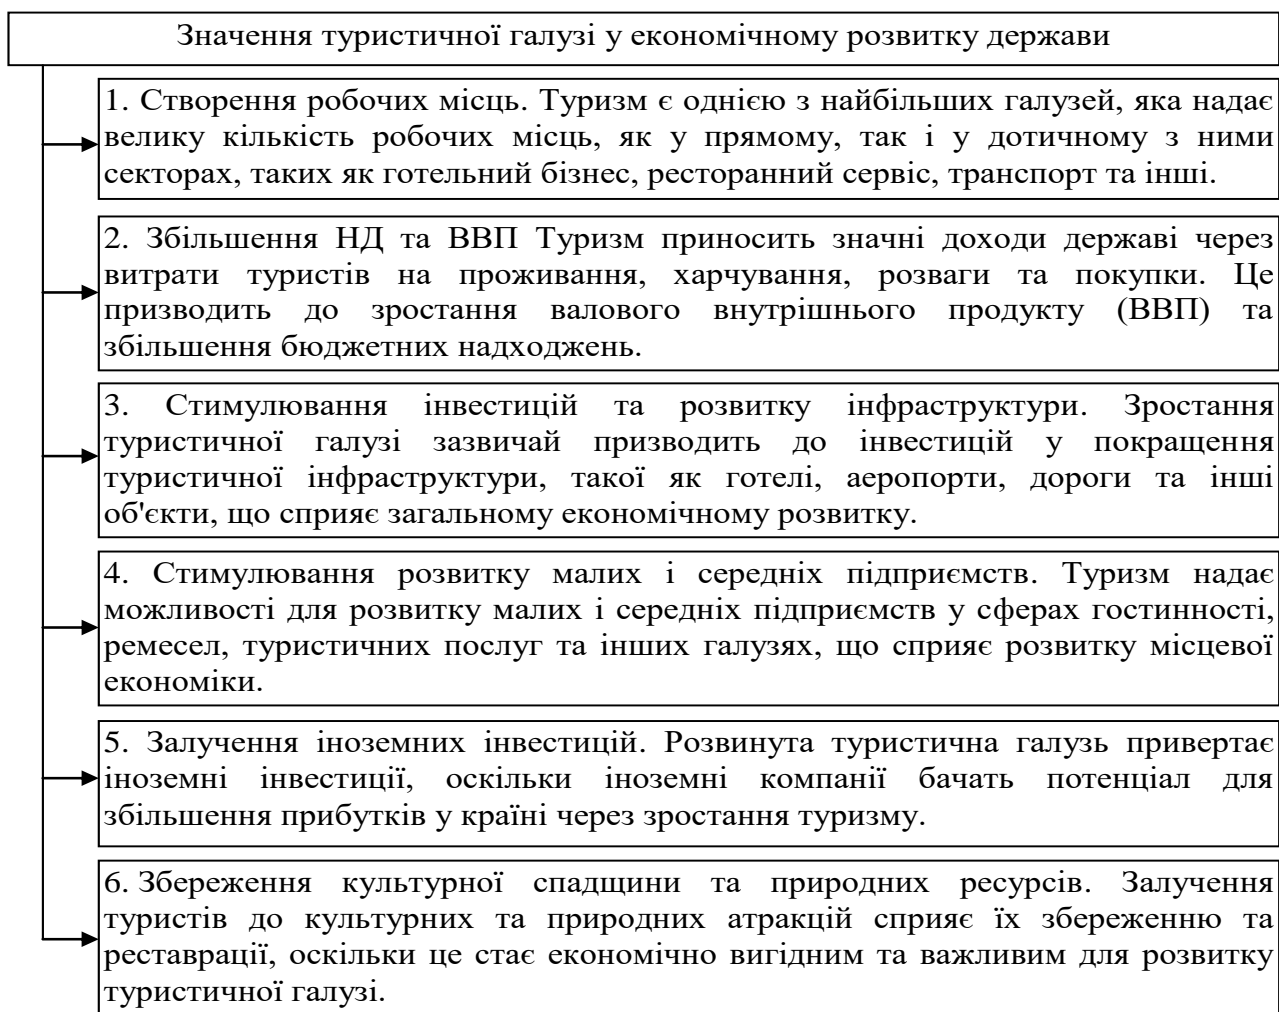 Значення туристичної галузі у економічному розвитку держави
1. Створення робочих місць. Туризм є однією з найбільших галузей, яка надає
велику кількість робочих місць, як у прямому, так і у дотичному з ними
секторах, таких як готельний бізнес, ресторанний сервіс, транспорт та інші.
2. Збільшення НД та ВВП Туризм приносить значні доходи державі через
витрати туристів на проживання, харчування, розваги та покупки. Це
призводить до зростання валового внутрішнього продукту (ВВП) та
збільшення бюджетних надходжень.
3. Стимулювання інвестицій та розвитку інфраструктури. Зростання
туристичної галузі зазвичай призводить до інвестицій у покращення
туристичної інфраструктури, такої як готелі, аеропорти, дороги та інші
об'єкти, що сприяє загальному економічному розвитку.
4. Стимулювання розвитку малих і середніх підприємств. Туризм надає
можливості для розвитку малих і середніх підприємств у сферах гостинності,
ремесел, туристичних послуг та інших галузях, що сприяє розвитку місцевої
економіки.
5. Залучення іноземних інвестицій. Розвинута туристична галузь привертає
іноземні інвестиції, оскільки іноземні компанії бачать потенціал для
збільшення прибутків у країні через зростання туризму.
6. Збереження культурної спадщини та природних ресурсів. Залучення
туристів до культурних та природних атракцій сприяє їх збереженню та
реставрації, оскільки це стає економічно вигідним та важливим для розвитку
туристичної галузі.